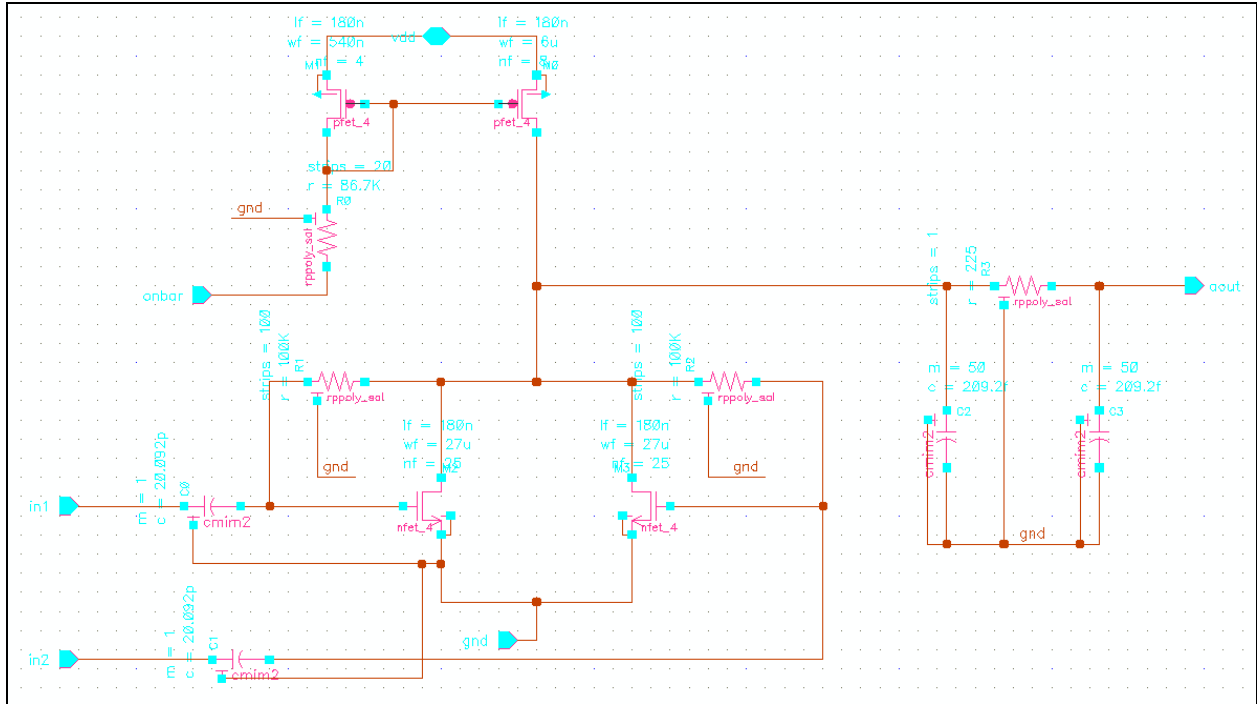 lf = 180n
wf = 540n
nf = 4
M1
pfet_4
vdd
lf = 180n
wf = 6u
nf = 8
M0
pfet_4
strips = 20
r = 86.7K
R0
rppoly_sal
gnd
onbar
strips = 100
r = 100K
R1
rppoly_sal
gnd
strips = 100
r = 100K
R2
rppoly_sal
gnd
lf = 180n
wf = 27u
nf = 25
M2
nfet_4
lf = 180n
wf = 27u
nf = 25
M3
nfet_4
strips = 1
r = 225
R3
rppoly_sal
aout
m = 50
c = 209.2f
C2
cmim2
m = 50
c = 209.2f
C3
cmim2
gnd
in1
m = 1
c = 20.092p
C0
cmim2
in2
m = 1
c = 20.092p
C1
cmim2
gnd